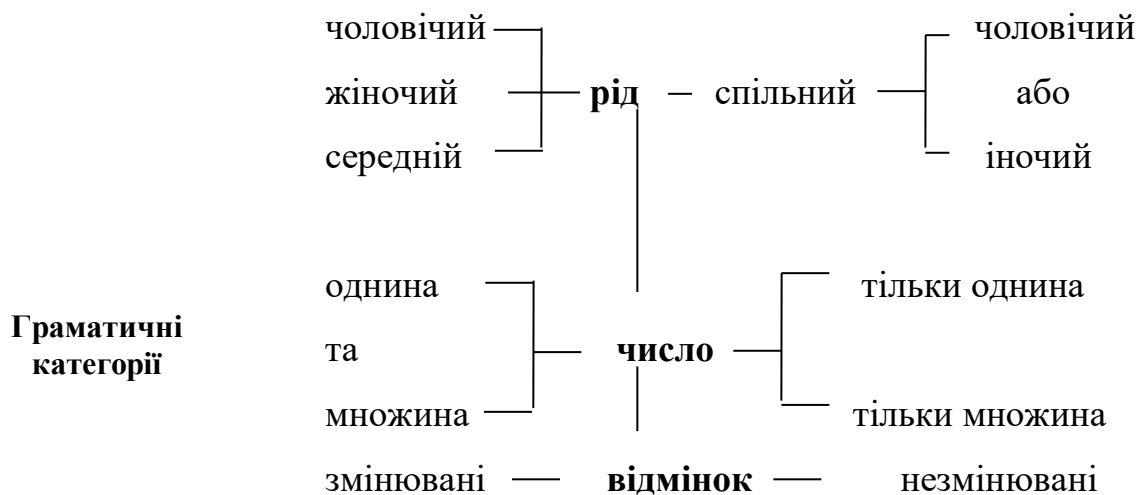 чоловічий чоловічий
жіночий рід спільний або
середній іночий
однина тільки однина
Граматичні
категорії
та число
множина тільки множина
змінювані відмінок незмінювані